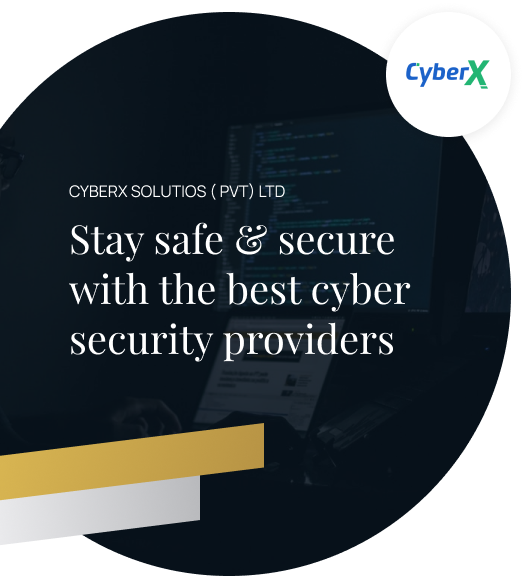 CyberX
CYBERX SOLUTIOS ( PVT) LTD
Stay safe & secure
with the best cyber
security providers